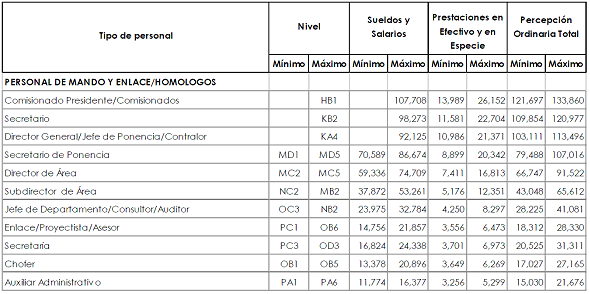 Tipo de personal Nivel Sueldos y Salarios Prestaciones en Efectivo y en Especie Percepción Ordinaria Total
Mínimo Máximo Mínimo Máximo Mínimo Máximo Mínimo Máximo
PERSONAL DE MANDO Y ENLACE/HOMOLOGOS
Comisionado Presidente/Comisionados HB1 107,708 13,989 26,152 121,697 133,860
Secretario KB2 98,273 11,581 22,704 109,854 120,977
Director General/Jefe de Ponencia/Contralor KA4 92,125 10,986 21,371 103,111 113,496
Secretario de Ponencia MD1 MD5 70,589 86,674 8,899 20,342 79,488 107,016
Director de Área MC2 MC5 59,336 74,709 7,411 16,813 66,747 91,522
Subdirector de Área NC2 MB2 37,872 53,261 5,176 12,351 43,048 65,612
Jefe de Departamento/Consultor/Auditor OC3 NB2 23,975 32,784 4,250 8,297 28,225 41,081
Enlace/Proyectista/Asesor PC1 OB6 14,756 21,857 3,556 6,473 18,312 28,330
Secretaría PC3 OD3 16,824 24,338 3,701 6,973 20,525 31,311
Chofer OB1 OB5 13,378 20,896 3,649 6,269 17,027 27,165
Auxiliar Administrativo PA1 PA6 11,774 16,377 3,256 5,299 15,030 21,676